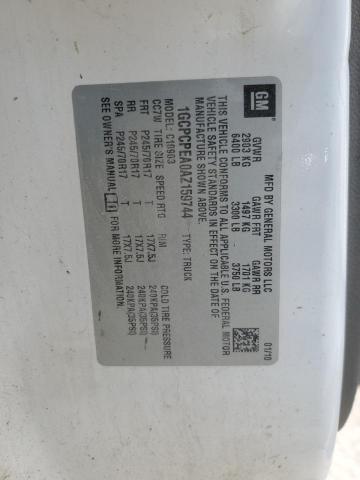 GM
MFD BY GENERAL MOTORS LLC 01/10
GVWR GAWR FRT GAWR RR
2903 KG 1497 KG 1701 KG
6400 LB 3300 LB 3750 LB
THIS VEHICLE CONFORMS TO ALL APPLICABLE U.S. FEDERAL MOTOR
VEHICLE SAFETY STANDARDS IN EFFECT ON THE DATE OF
MANUFACTURE SHOWN ABOVE.
1GCPCPEA0AZ159744 TYPE: TRUCK
MODEL: C10903
CC7W TIRE SIZE SPEED RTG RIM COLD TIRE PRESSURE
FRT P245/70R17 T 17X7.5J 240KPA(35PSI)
RR P245/70R17 T 17X7.5J 240KPA(35PSI)
SPA P245/70R17 T 17X7.5J 240KPA(35PSI)
SEE OWNER'S MANUAL FOR MORE INFORMATION.